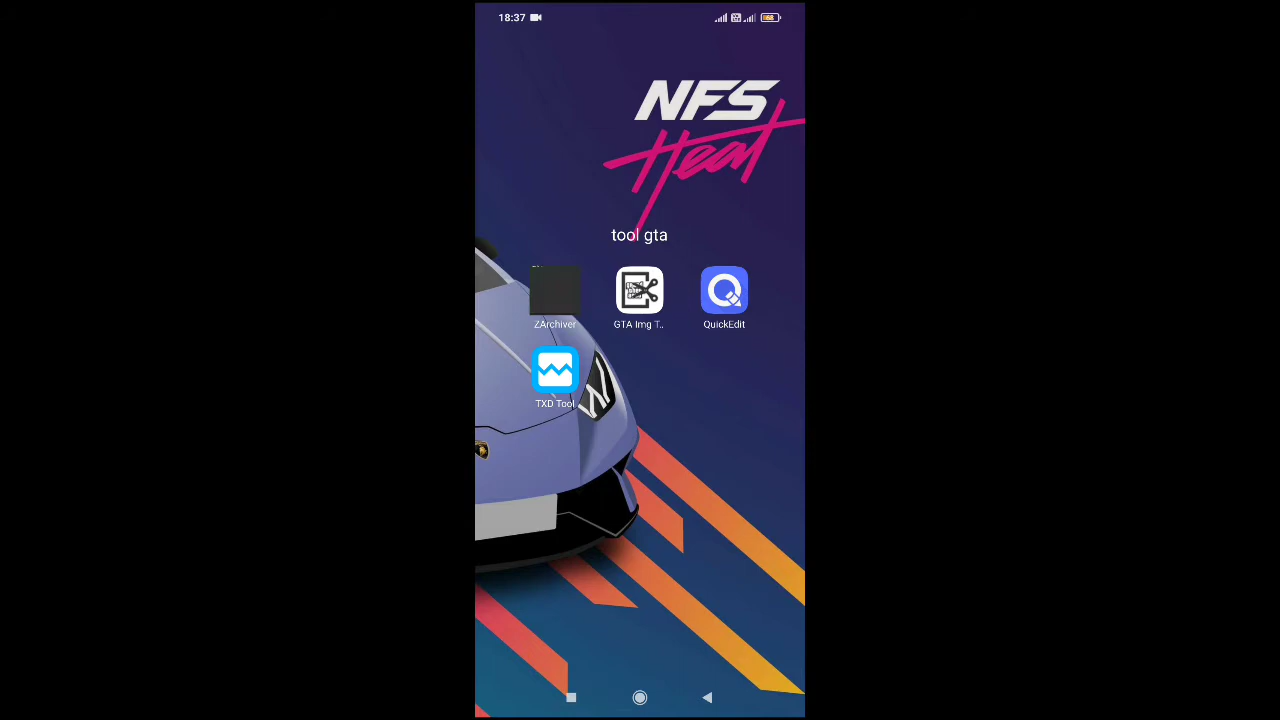 18:37
NFS
Heat
tool gta
ZArchiver
GTA Img T..
QuickEdit
TXD Tool